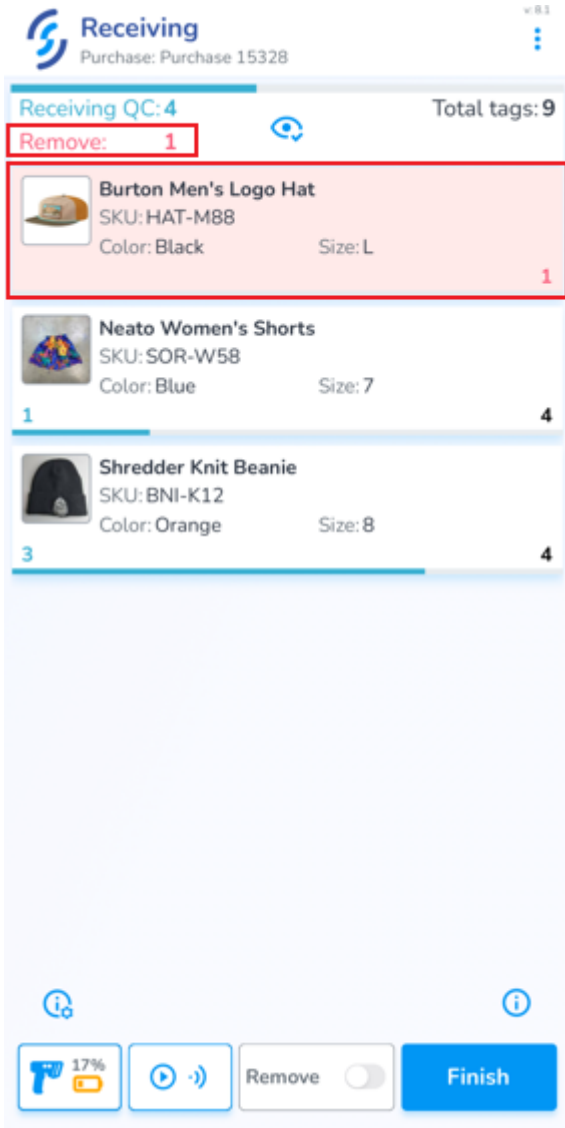 v: 8.1
Receiving
Purchase: Purchase 15328
Receiving QC: 4
Total tags: 9
Remove: 1
Burton Men's Logo Hat
SKU: HAT-M88
Color: Black Size: L
1
Neato Women's Shorts
SKU: SOR-W58
Color: Blue Size: 7
1 4
Shredder Knit Beanie
SKU: BNI-K12
Color: Orange Size: 8
3 4
17%
Remove
Finish